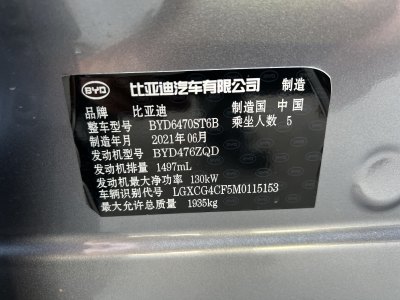 BYD 比亚迪汽车有限公司 制造
品牌 比亚迪 制造国 中国
整车型号 BYD6470ST6B 乘坐人数 5
制造年月 2021年06月
发动机型号 BYD476ZQD
发动机排量 1497mL
发动机最大净功率 130kW
车辆识别代号 LGXCG4CF5M0115153
最大允许总质量 1935kg